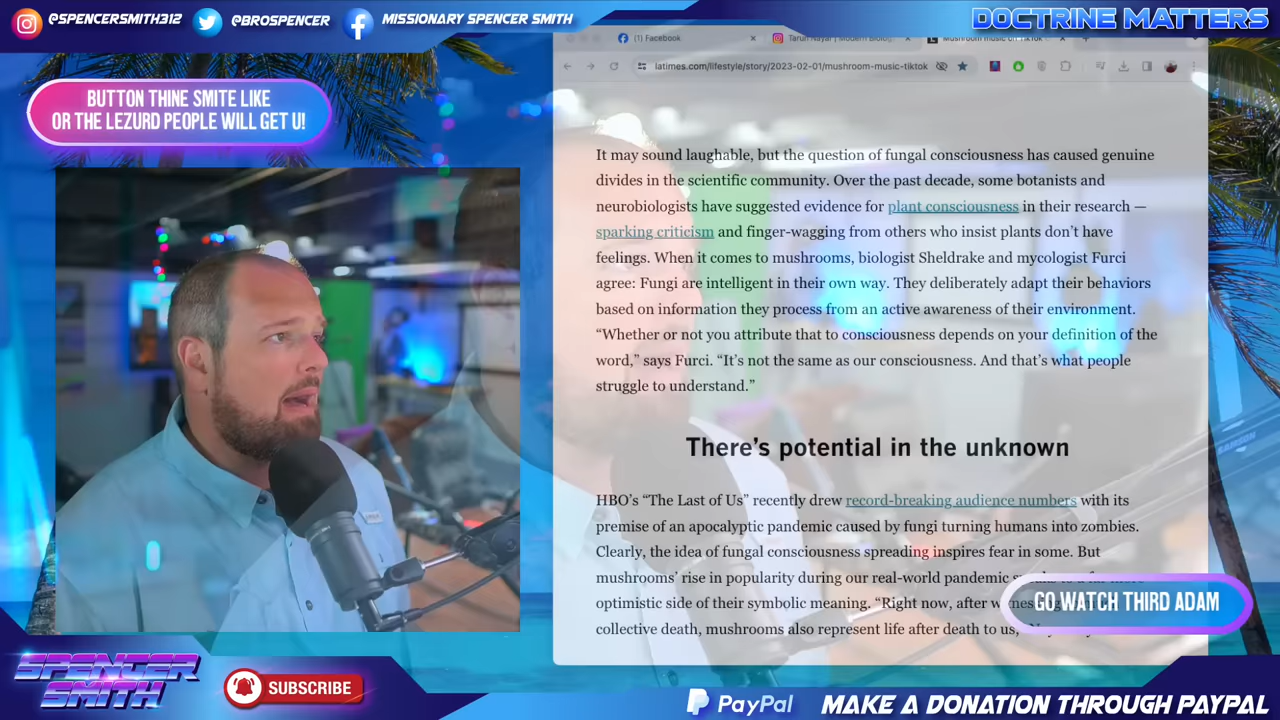 @SPENCERSMITH312
@BROSPENCER
MISSIONARY SPENCER SMITH
DOCTRINE MATTERS
BUTTON THINE SMITE LIKE
OR THE LEZURD PEOPLE WILL GET U!
(1) Facebook
Tarun Nayar | Modern Biolog
Mushroom music on TikTok
latimes.com/lifestyle/story/2023-02-01/mushroom-music-tiktok
It may sound laughable, but the question of fungal consciousness has caused genuine
divides in the scientific community. Over the past decade, some botanists and
neurobiologists have suggested evidence for plant consciousness in their research —
sparking criticism and finger-wagging from others who insist plants don’t have
feelings. When it comes to mushrooms, biologist Sheldrake and mycologist Furci
agree: Fungi are intelligent in their own way. They deliberately adapt their behaviors
based on information they process from an active awareness of their environment.
“Whether or not you attribute that to consciousness depends on your definition of the
word,” says Furci. “It’s not the same as our consciousness. And that’s what people
struggle to understand.”
There’s potential in the unknown
HBO’s “The Last of Us” recently drew record-breaking audience numbers with its
premise of an apocalyptic pandemic caused by fungi turning humans into zombies.
Clearly, the idea of fungal consciousness spreading inspires fear in some. But
mushrooms’ rise in popularity during our real-world pandemic
optimistic side of their symbolic meaning. “Right now, after
collective death, mushrooms also represent life after death to us,”
GO WATCH THIRD ADAM
SAMSON
SPENCER
SMITH
SUBSCRIBE
PayPal
MAKE A DONATION THROUGH PAYPAL